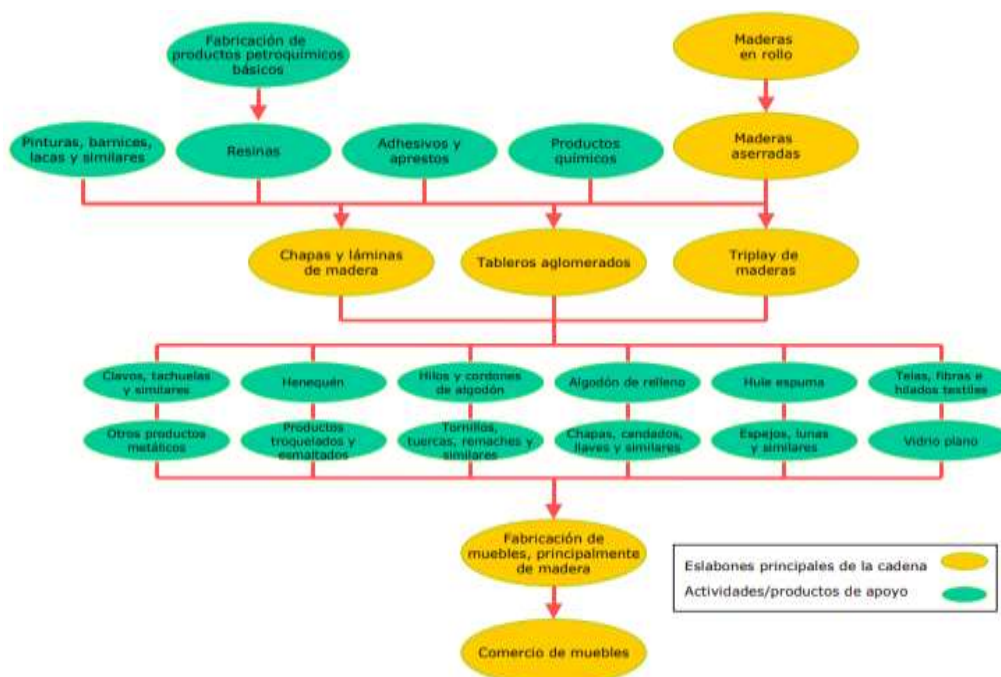 Fabricación de
productos petroquímicos
básicos
Maderas
en rollo
Pinturas, barnices,
lacas y similares
Resinas
Adhesivos y
aprestos
Productos
químicos
Maderas
aserradas
Chapas y láminas
de madera
Tableros aglomerados
Triplay de
maderas
Clavos, tachuelas
y similares
Henequén
Hilos y cordones
de algodón
Algodón de relleno
Hule espuma
Telas, fibras e
hilados textiles
Otros productos
metálicos
Productos
troquelados y
esmaltados
Tornillos,
tuercas, remaches y
similares
Chapas, candados,
llaves y similares
Espejos, lunas
y similares
Vidrio plano
Fabricación de
muebles, principalmente
de madera
Eslabones principales de la cadena
Actividades/productos de apoyo
Comercio de muebles